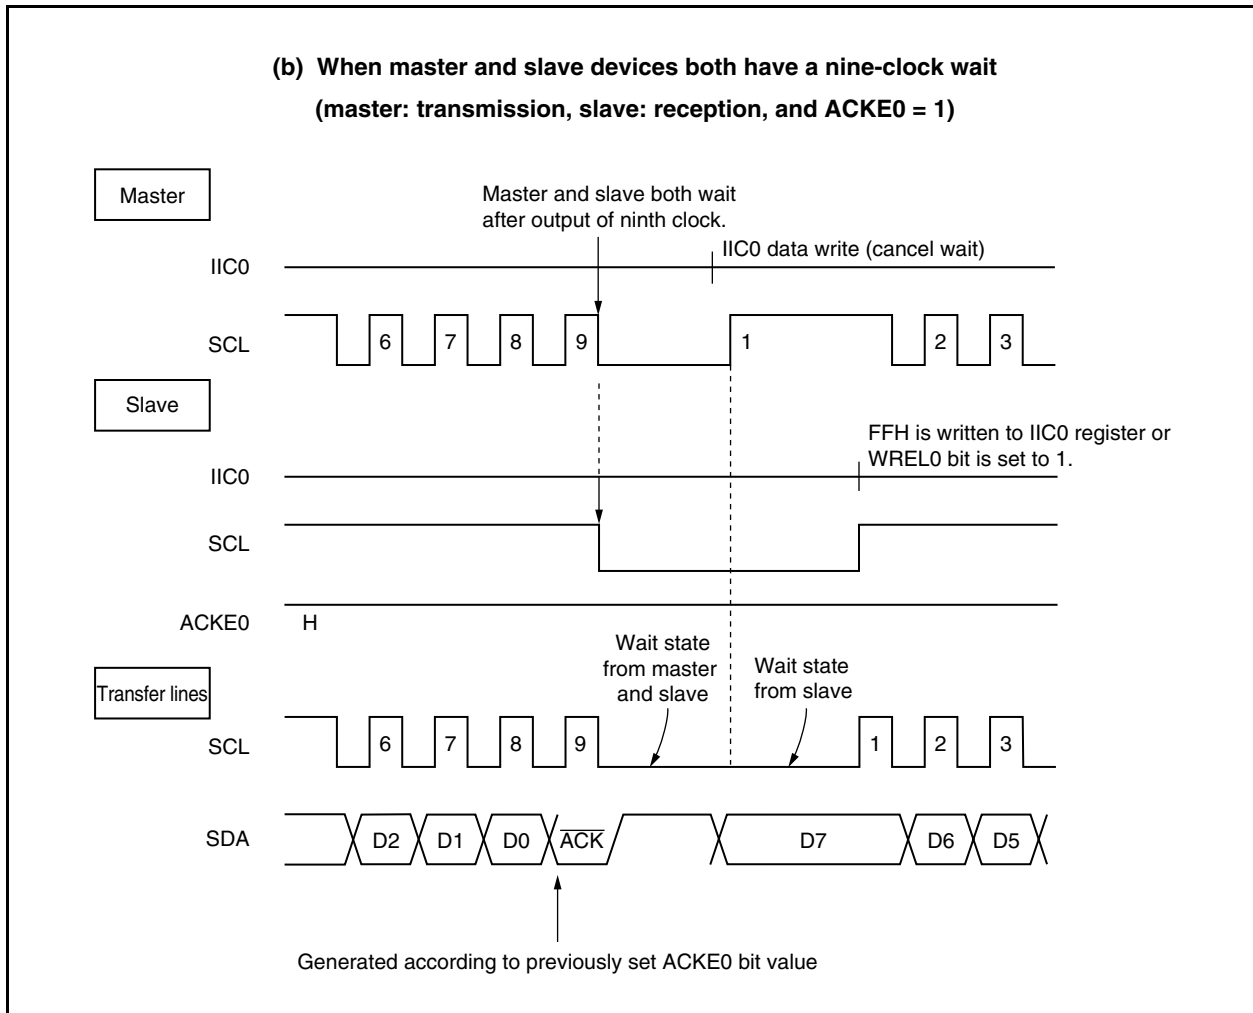 (b) When master and slave devices both have a nine-clock wait
(master: transmission, slave: reception, and ACKE0 = 1)
Master
Master and slave both wait
after output of ninth clock.
IIC0
IIC0 data write (cancel wait)
SCL
6 7 8 9 1 2 3
Slave
FFH is written to IIC0 register or
WREL0 bit is set to 1.
IIC0
SCL
ACKE0 H
Wait state
from master
and slave
Wait state
from slave
Transfer lines
SCL
6 7 8 9 1 2 3
SDA
D2 D1 D0 ACK D7 D6 D5
Generated according to previously set ACKE0 bit value